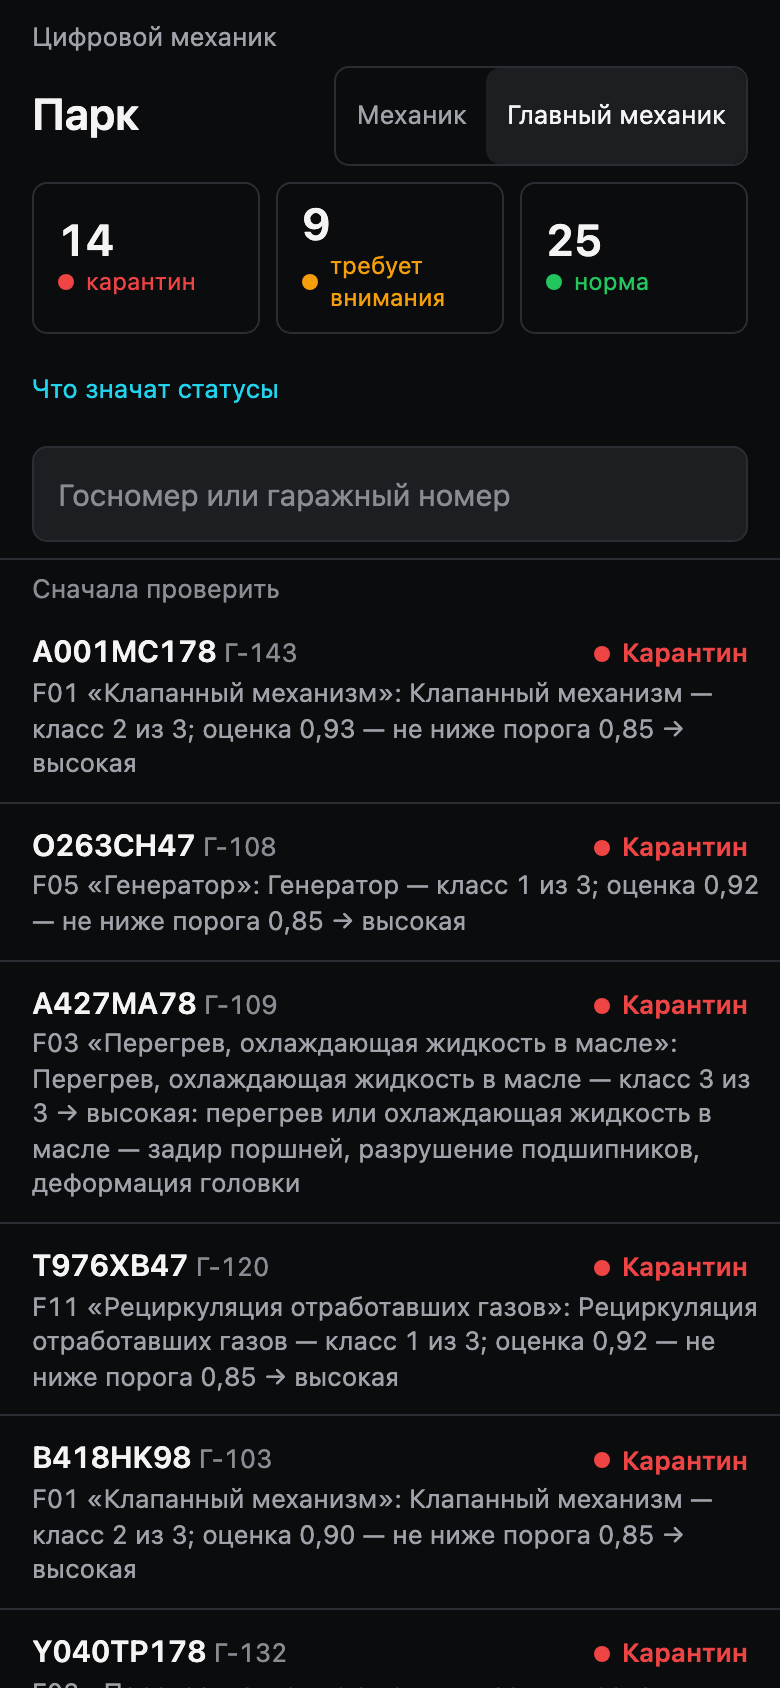 Цифровой механик
Парк
Механик
Главный механик
14
карантин
9
требует
внимания
25
норма
Что значат статусы
Госномер или гаражный номер
Сначала проверить
А001МС178 Г-143
Карантин
F01 «Клапанный механизм»: Клапанный механизм —
класс 2 из 3; оценка 0,93 — не ниже порога 0,85 →
высокая
О263СН47 Г-108
Карантин
F05 «Генератор»: Генератор — класс 1 из 3; оценка 0,92
— не ниже порога 0,85 → высокая
А427МА78 Г-109
Карантин
F03 «Перегрев, охлаждающая жидкость в масле»:
Перегрев, охлаждающая жидкость в масле — класс 3 из
3 → высокая: перегрев или охлаждающая жидкость в
масле — задир поршней, разрушение подшипников,
деформация головки
Т976ХВ47 Г-120
Карантин
F11 «Рециркуляция отработавших газов»: Рециркуляция
отработавших газов — класс 1 из 3; оценка 0,92 — не
ниже порога 0,85 → высокая
В418НК98 Г-103
Карантин
F01 «Клапанный механизм»: Клапанный механизм —
класс 2 из 3; оценка 0,90 — не ниже порога 0,85 →
высокая
У040ТР178 Г-132
Карантин